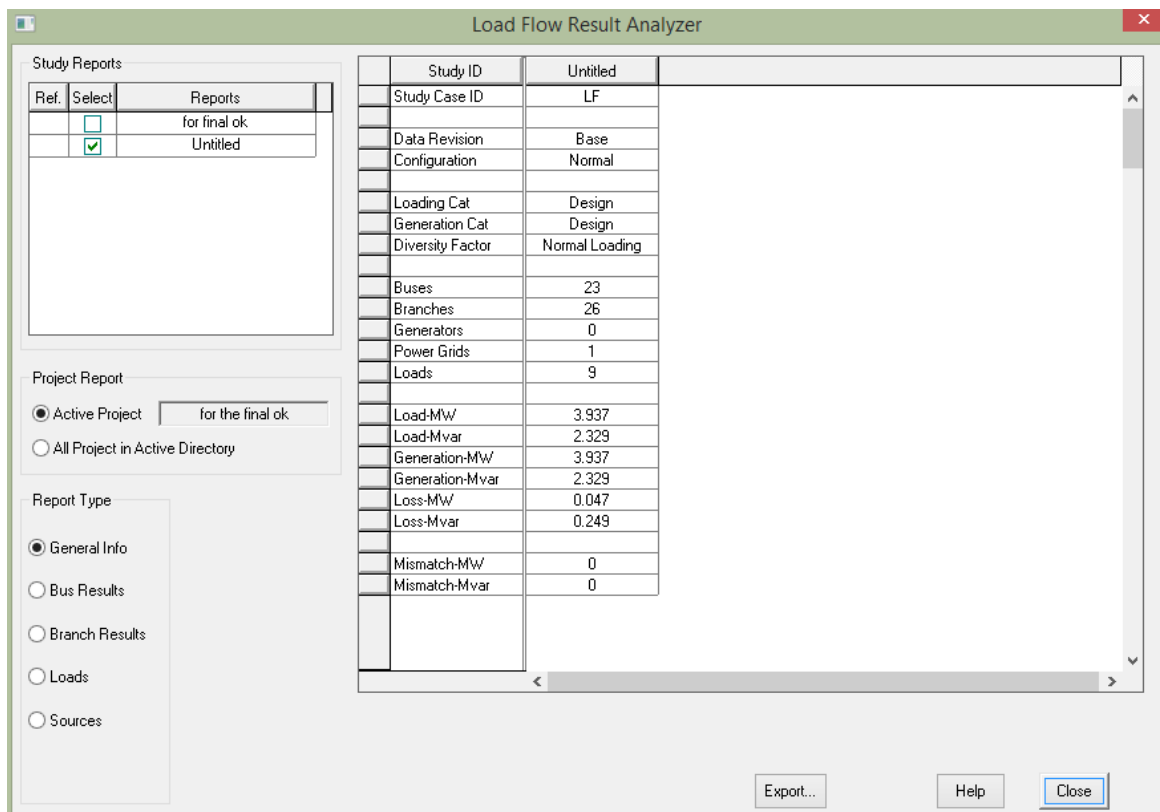 Load Flow Result Analyzer
Study Reports
Ref. Select Reports
for final ok
Untitled
Project Report
Active Project for the final ok
All Project in Active Directory
Report Type
General Info
Bus Results
Branch Results
Loads
Sources
Study ID Untitled
Study Case ID LF
Data Revision Base
Configuration Normal
Loading Cat Design
Generation Cat Design
Diversity Factor Normal Loading
Buses 23
Branches 26
Generators 0
Power Grids 1
Loads 9
Load-MW 3.937
Load-Mvar 2.329
Generation-MW 3.937
Generation-Mvar 2.329
Loss-MW 0.047
Loss-Mvar 0.249
Mismatch-MW 0
Mismatch-Mvar 0
Export... Help Close